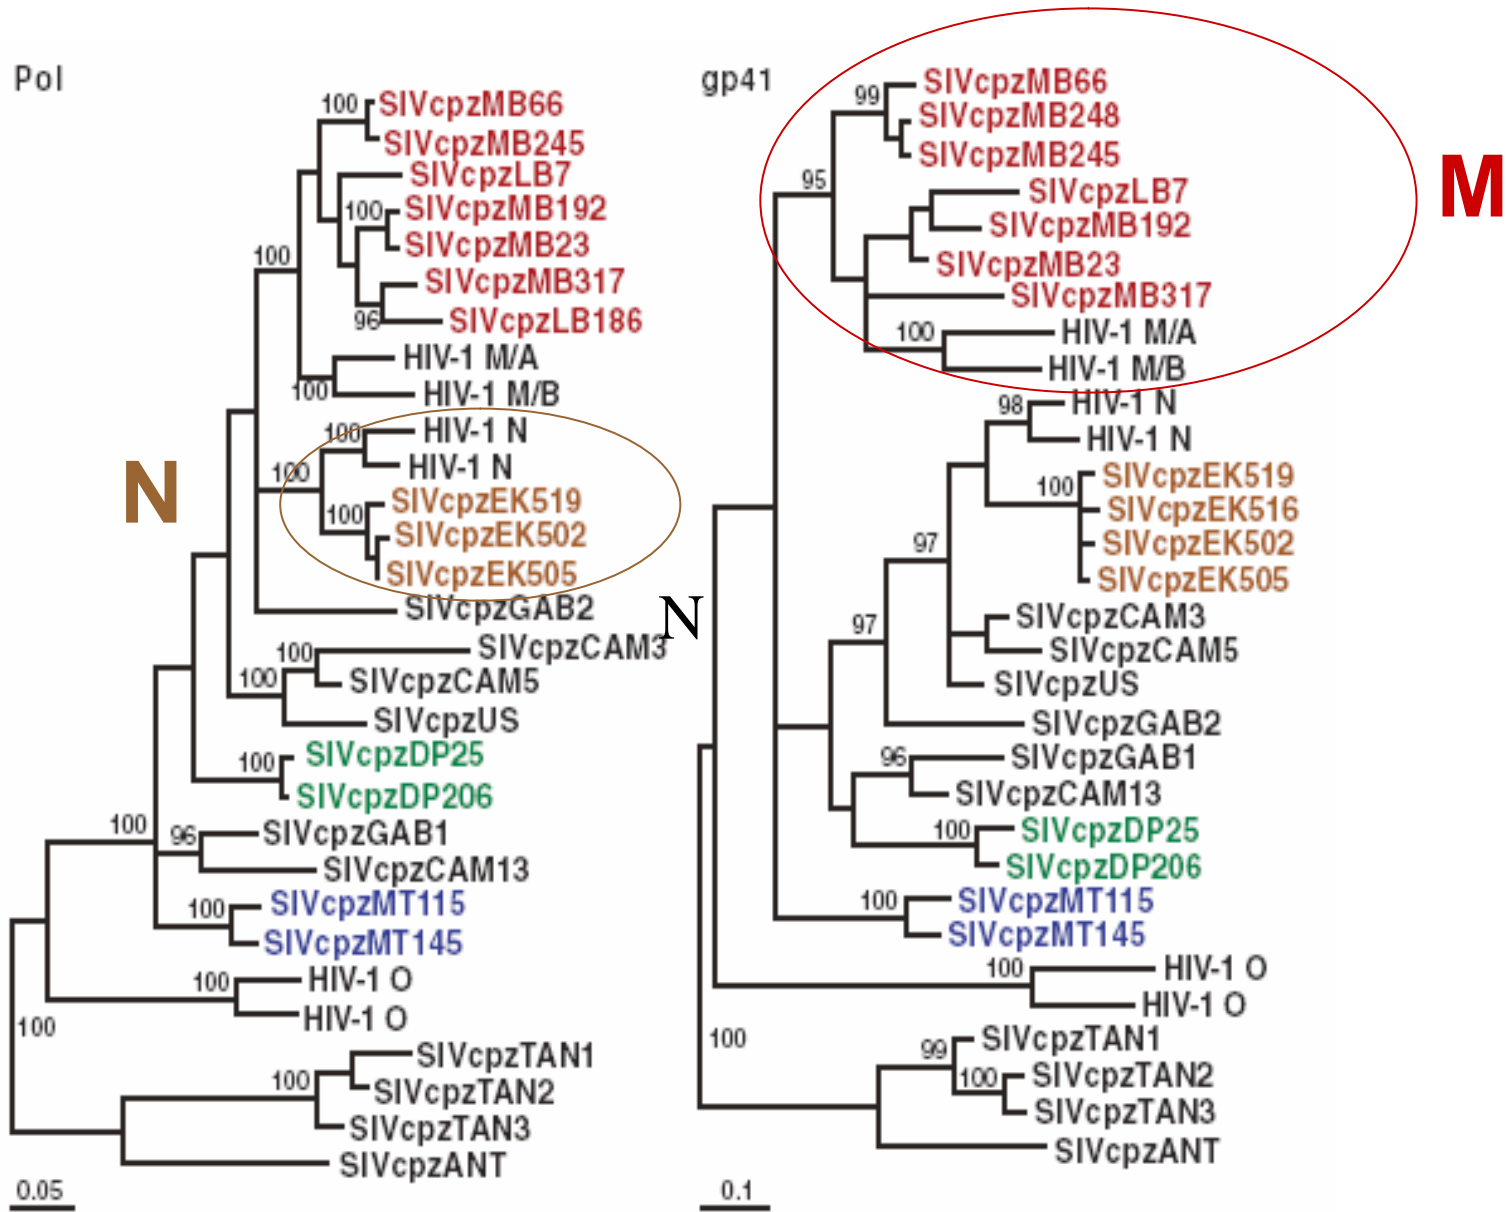 Pol
100
SIVcpzMB66
SIVcpzMB245
SIVcpzLB7
100
SIVcpzMB192
SIVcpzMB23
100
SIVcpzMB317
96
SIVcpzLB186
HIV-1 M/A
100
HIV-1 M/B
N
100
HIV-1 N
100
HIV-1 N
100
SIVcpzEK519
SIVcpzEK502
SIVcpzEK505
SIVcpzGAB2
100
SIVcpzCAM3
100
SIVcpzCAM5
SIVcpzUS
100
SIVcpzDP25
SIVcpzDP206
100
96
SIVcpzGAB1
SIVcpzCAM13
100
SIVcpzMT115
SIVcpzMT145
100
HIV-1 O
HIV-1 O
100
SIVcpzTAN1
100
SIVcpzTAN2
SIVcpzTAN3
SIVcpzANT
0.05
gp41
99
SIVcpzMB66
SIVcpzMB248
SIVcpzMB245
95
SIVcpzLB7
SIVcpzMB192
SIVcpzMB23
SIVcpzMB317
100
HIV-1 M/A
HIV-1 M/B
M
98
HIV-1 N
HIV-1 N
100
SIVcpzEK519
SIVcpzEK516
97
SIVcpzEK502
SIVcpzEK505
N
97
SIVcpzCAM3
SIVcpzCAM5
SIVcpzUS
SIVcpzGAB2
96
SIVcpzGAB1
SIVcpzCAM13
100
SIVcpzDP25
SIVcpzDP206
100
SIVcpzMT115
SIVcpzMT145
100
HIV-1 O
HIV-1 O
100
99
SIVcpzTAN1
100
SIVcpzTAN2
SIVcpzTAN3
SIVcpzANT
0.1